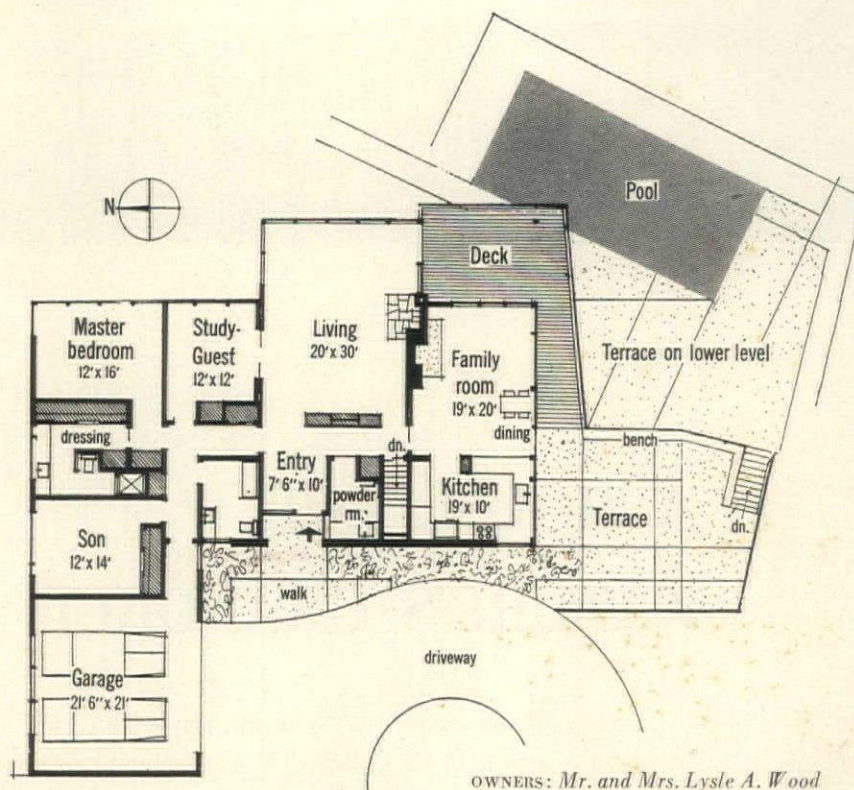 Pool
N
Deck
Master
bedroom
12' x 16'
Study-
Guest
12' x 12'
Living
20' x 30'
Family
room
19' x 20'
Terrace on lower level
dressing
dining
bench
dn.
Entry
7' 6" x 10'
powder
rm.
Kitchen
19' x 10'
Terrace
dn.
Son
12' x 14'
walk
driveway
Garage
21' 6" x 21'
OWNERS: Mr. and Mrs. Lysle A. Wood